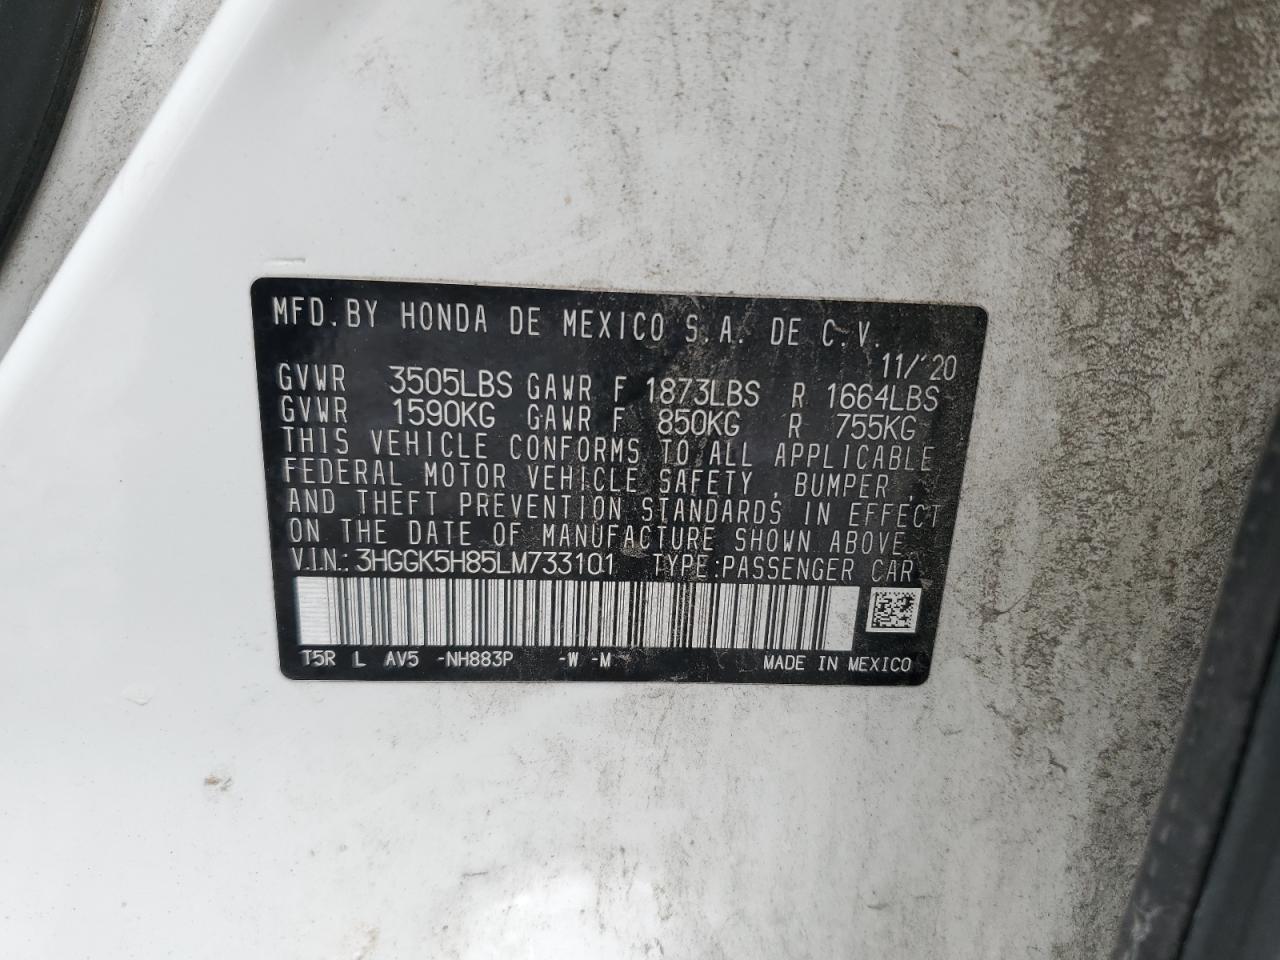 MFD.BY HONDA DE MEXICO S.A. DE C.V.
11/'20
GVWR 3505LBS GAWR F 1873LBS R 1664LBS
GVWR 1590KG GAWR F 850KG R 755KG
THIS VEHICLE CONFORMS TO ALL APPLICABLE
FEDERAL MOTOR VEHICLE SAFETY, BUMPER,
AND THEFT PREVENTION STANDARDS IN EFFECT
ON THE DATE OF MANUFACTURE SHOWN ABOVE.
V.I.N.: 3HGGK5H85LM733101 TYPE:PASSENGER CAR
T5R L AV5 -NH883P -W -M MADE IN MEXICO